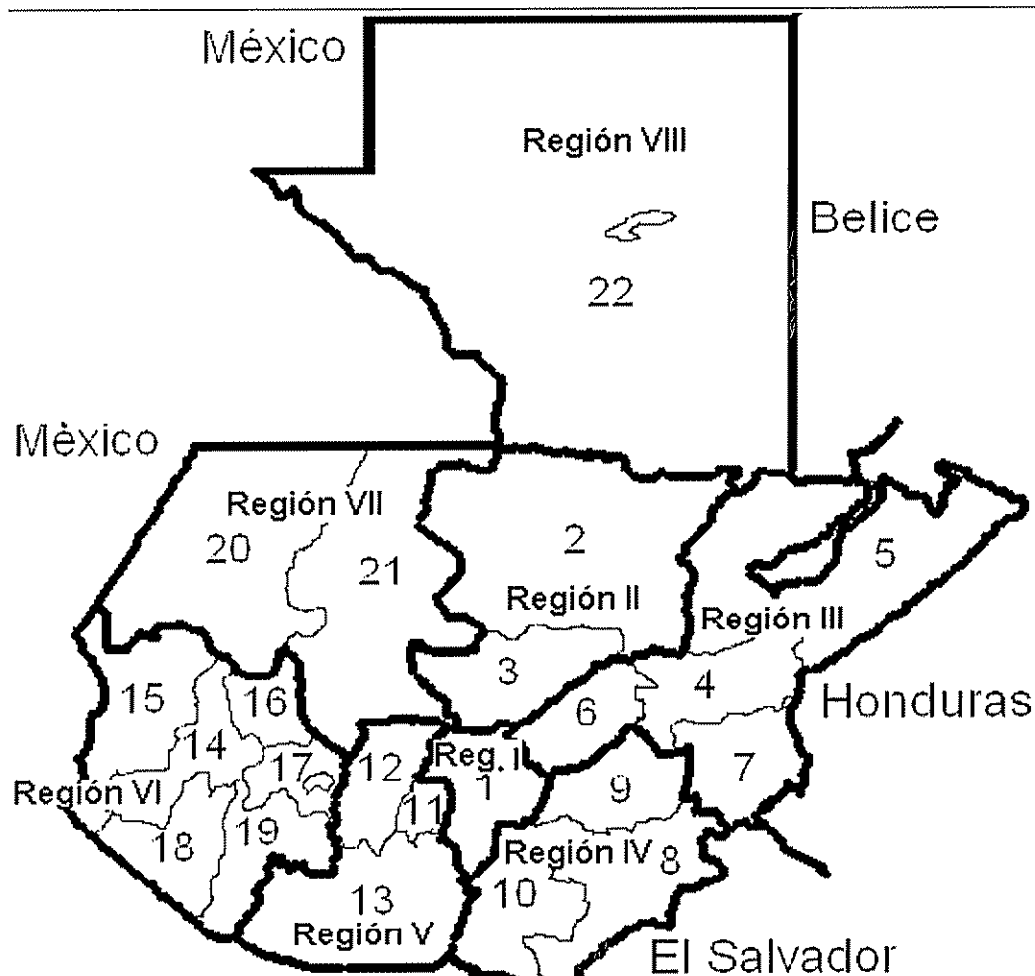 México
Región VIII
Belice
22
Mèxico
Región VII
20
21
2
5
Región II
Región III
3
4
15
16
6
Honduras
14
12
Reg. I
7
17
1
9
Región VI
11
18
19
Región IV
8
10
13
Región V
El Salvador